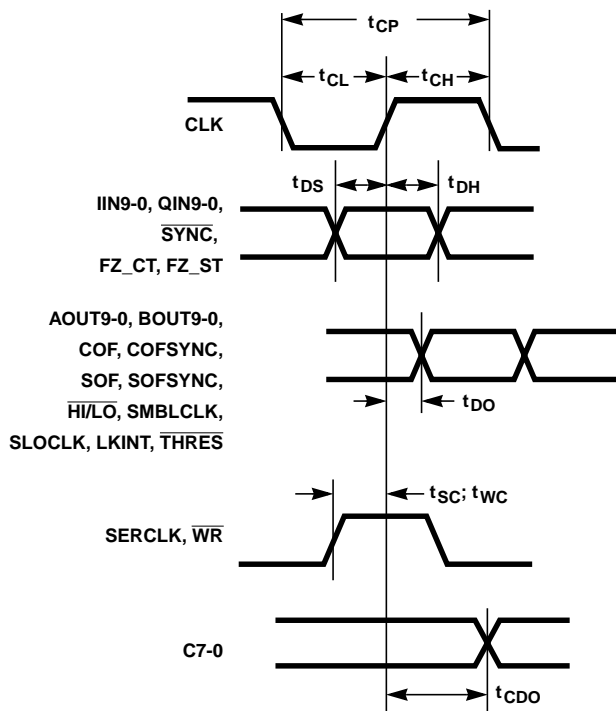 tCP
tCL tCH
CLK
tDS tDH
IIN9-0, QIN9-0,
SYNC,
FZ_CT, FZ_ST
AOUT9-0, BOUT9-0,
COF, COFSYNC,
SOF, SOFSYNC,
HI/LO, SMBLCLK,
SLOCLK, LKINT, THRES
tDO
tSC; tWC
SERCLK, WR
C7-0
tCDO